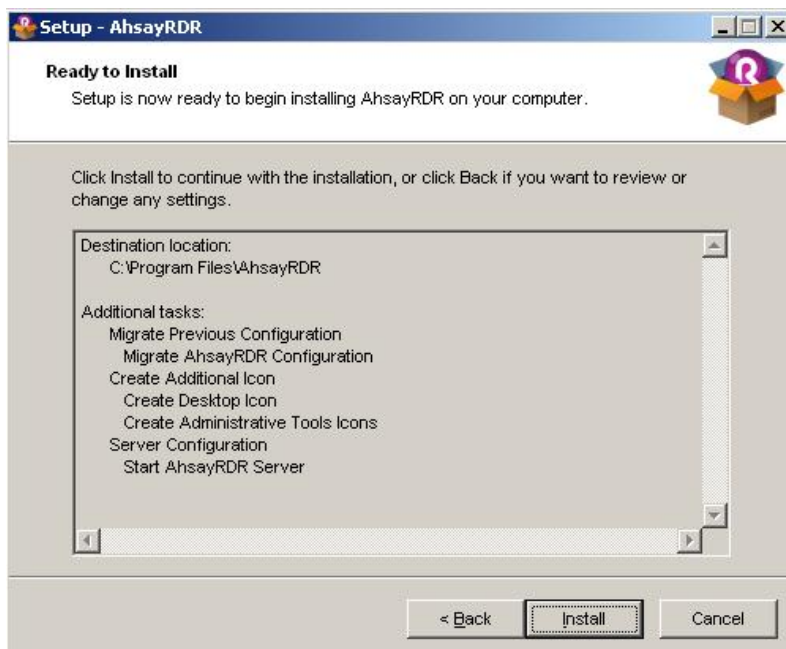 Setup - AhsayRDR
Ready to Install
Setup is now ready to begin installing AhsayRDR on your computer.
R
Click Install to continue with the installation, or click Back if you want to review or
change any settings.
Destination location:
C:\Program Files\AhsayRDR
Additional tasks:
Migrate Previous Configuration
Migrate AhsayRDR Configuration
Create Additional Icon
Create Desktop Icon
Create Administrative Tools Icons
Server Configuration
Start AhsayRDR Server
< Back
Install
Cancel